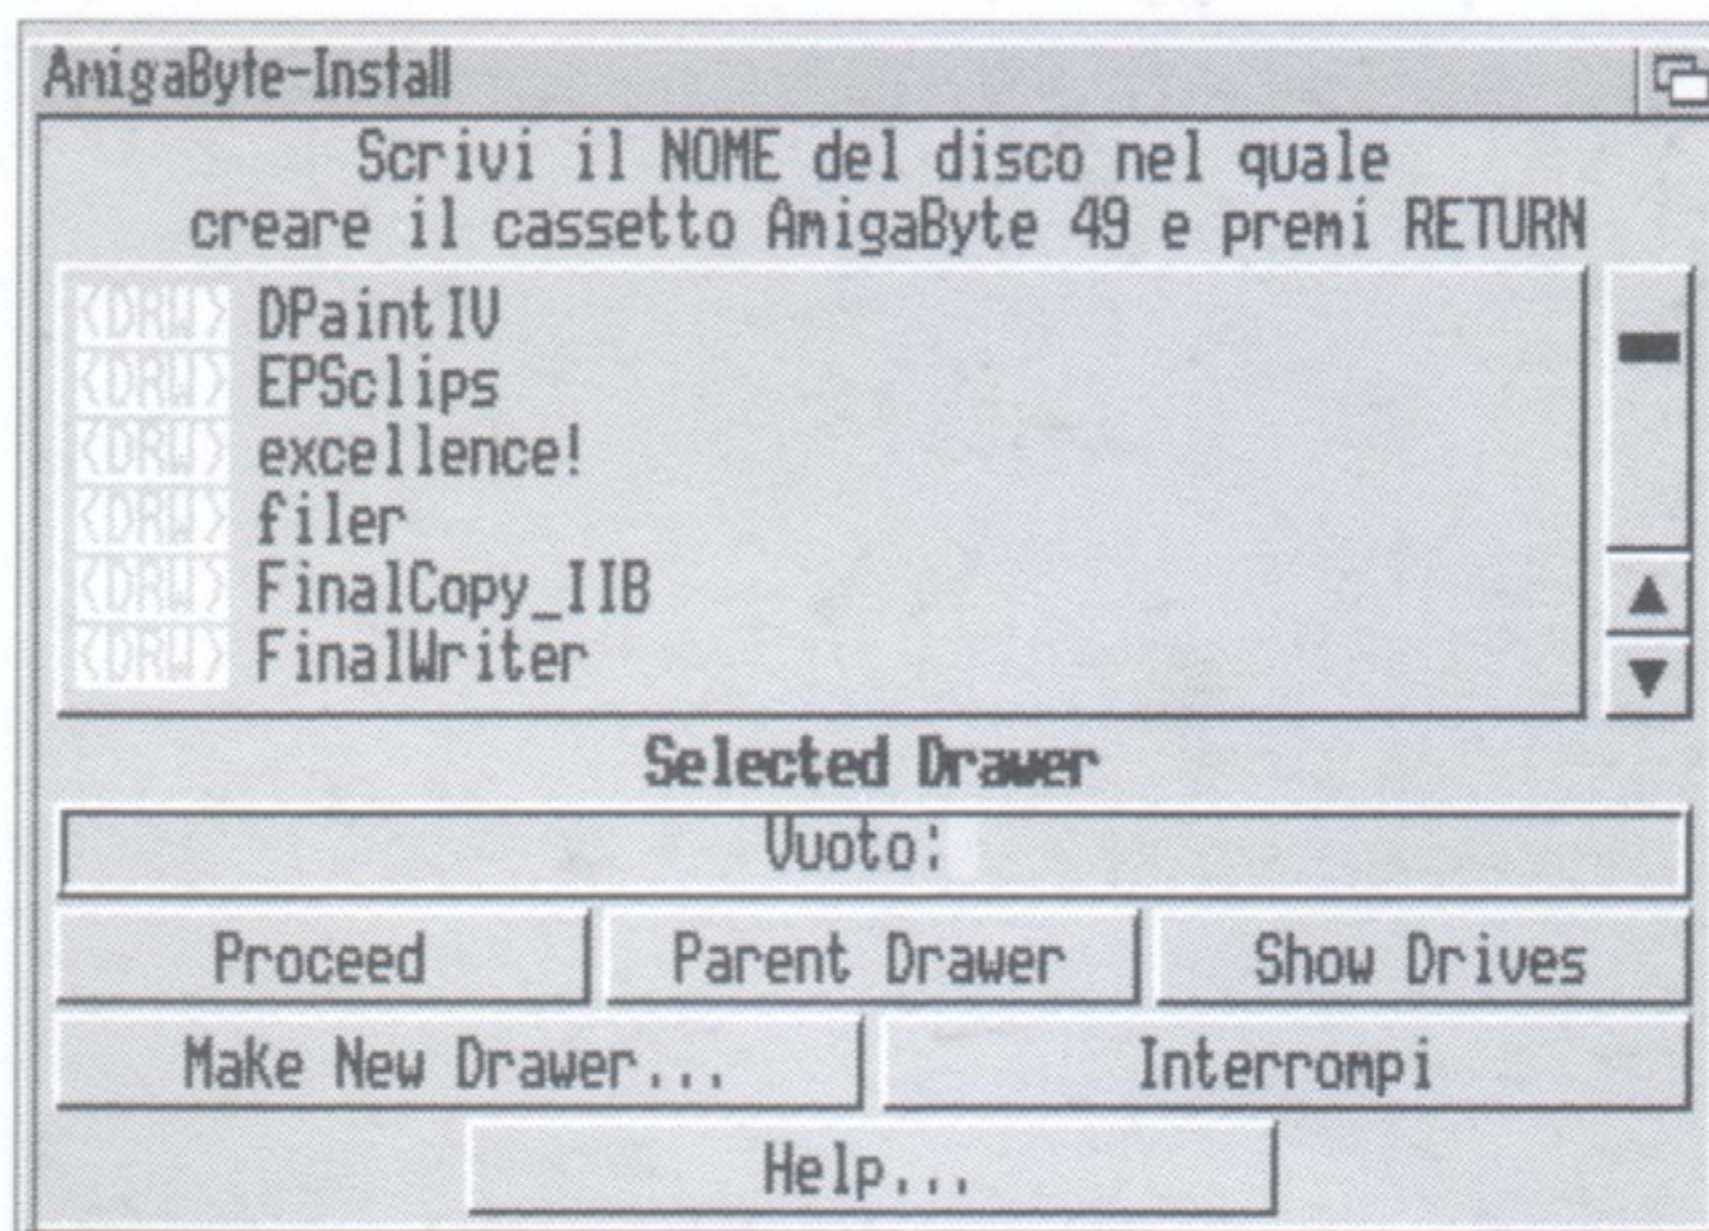 AmigaByte-Install
Scrivi il NOME del disco nel quale
creare il cassetto AmigaByte 49 e premi RETURN
<DRW> DPaintIV
<DRW> EPSclips
<DRW> excellence!
<DRW> filer
<DRW> FinalCopy_IIB
<DRW> FinalWriter
Selected Drawer
Vuoto:
Proceed Parent Drawer Show Drives
Make New Drawer... Interrompi
Help...